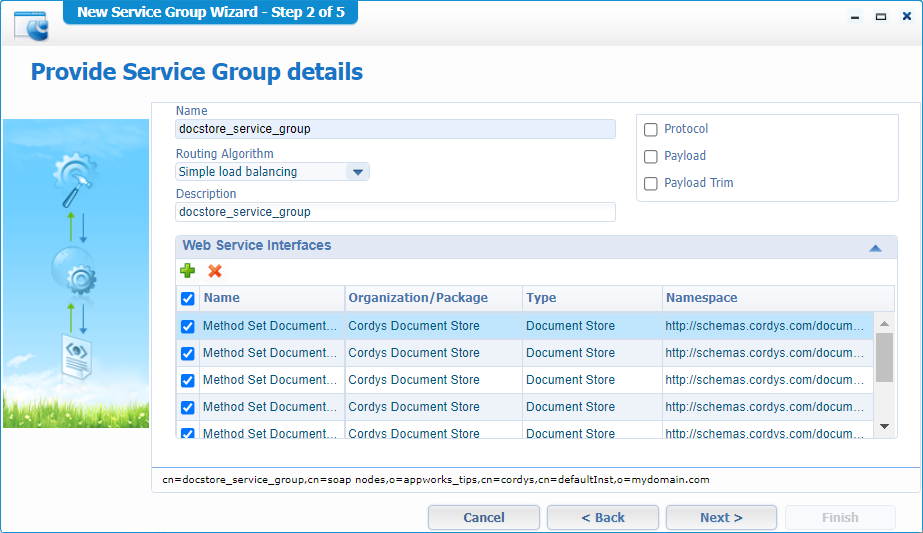 New Service Group Wizard - Step 2 of 5
Provide Service Group details
Name
docstore_service_group
Routing Algorithm
Simple load balancing
Description
docstore_service_group
Protocol
Payload
Payload Trim
Web Service Interfaces
Name Organization/Package Type Namespace
Method Set Document... Cordys Document Store Document Store http://schemas.cordys.com/docum...
Method Set Document... Cordys Document Store Document Store http://schemas.cordys.com/docum...
Method Set Document... Cordys Document Store Document Store http://schemas.cordys.com/docum...
Method Set Document... Cordys Document Store Document Store http://schemas.cordys.com/docum...
Method Set Document... Cordys Document Store Document Store http://schemas.cordys.com/docum...
cn=docstore_service_group,cn=soap nodes,o=appworks_tips,cn=cordys,cn=defaultInst,o=mydomain.com
Cancel < Back Next > Finish